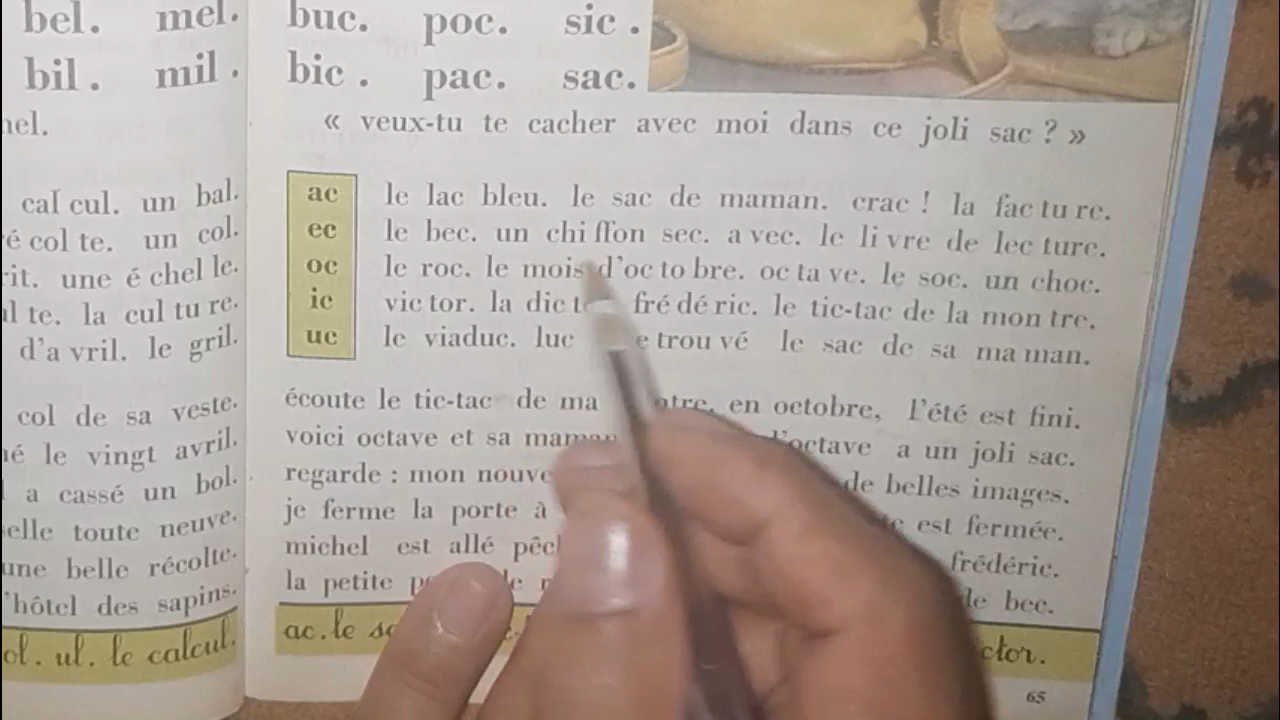 bel. mel.
bil. mil.
cal cul. un bal.
col te. un col.
une é chel le.
la cul tu re.
d'a vril. le gril.
col de sa veste.
le vingt avril.
a cassé un bol.
toute neuve.
une belle récolte.
l'hôtel des sapins.
ol. ul. le calcul.
buc. poc. sic.
bic. pac. sac.
« veux-tu te cacher avec moi dans ce joli sac ? »
ac le lac bleu. le sac de maman. crac ! la fac tu re.
ec le bec. un chi ffon sec. a vec. le li vre de lec ture.
oc le roc. le mois d'oc to bre. oc ta ve. le soc. un choc.
ic vic tor. la dic fré dé ric. le tic-tac de la mon tre.
uc le viaduc. luc trou vé le sac de sa ma man.
écoute le tic-tac de ma en octobre, l'été est fini.
voici octave et sa maman d'octave a un joli sac.
regarde : mon de belles images.
je ferme la porte à est fermée.
michel est allé frédéric.
la petite bec.
ac. le
65